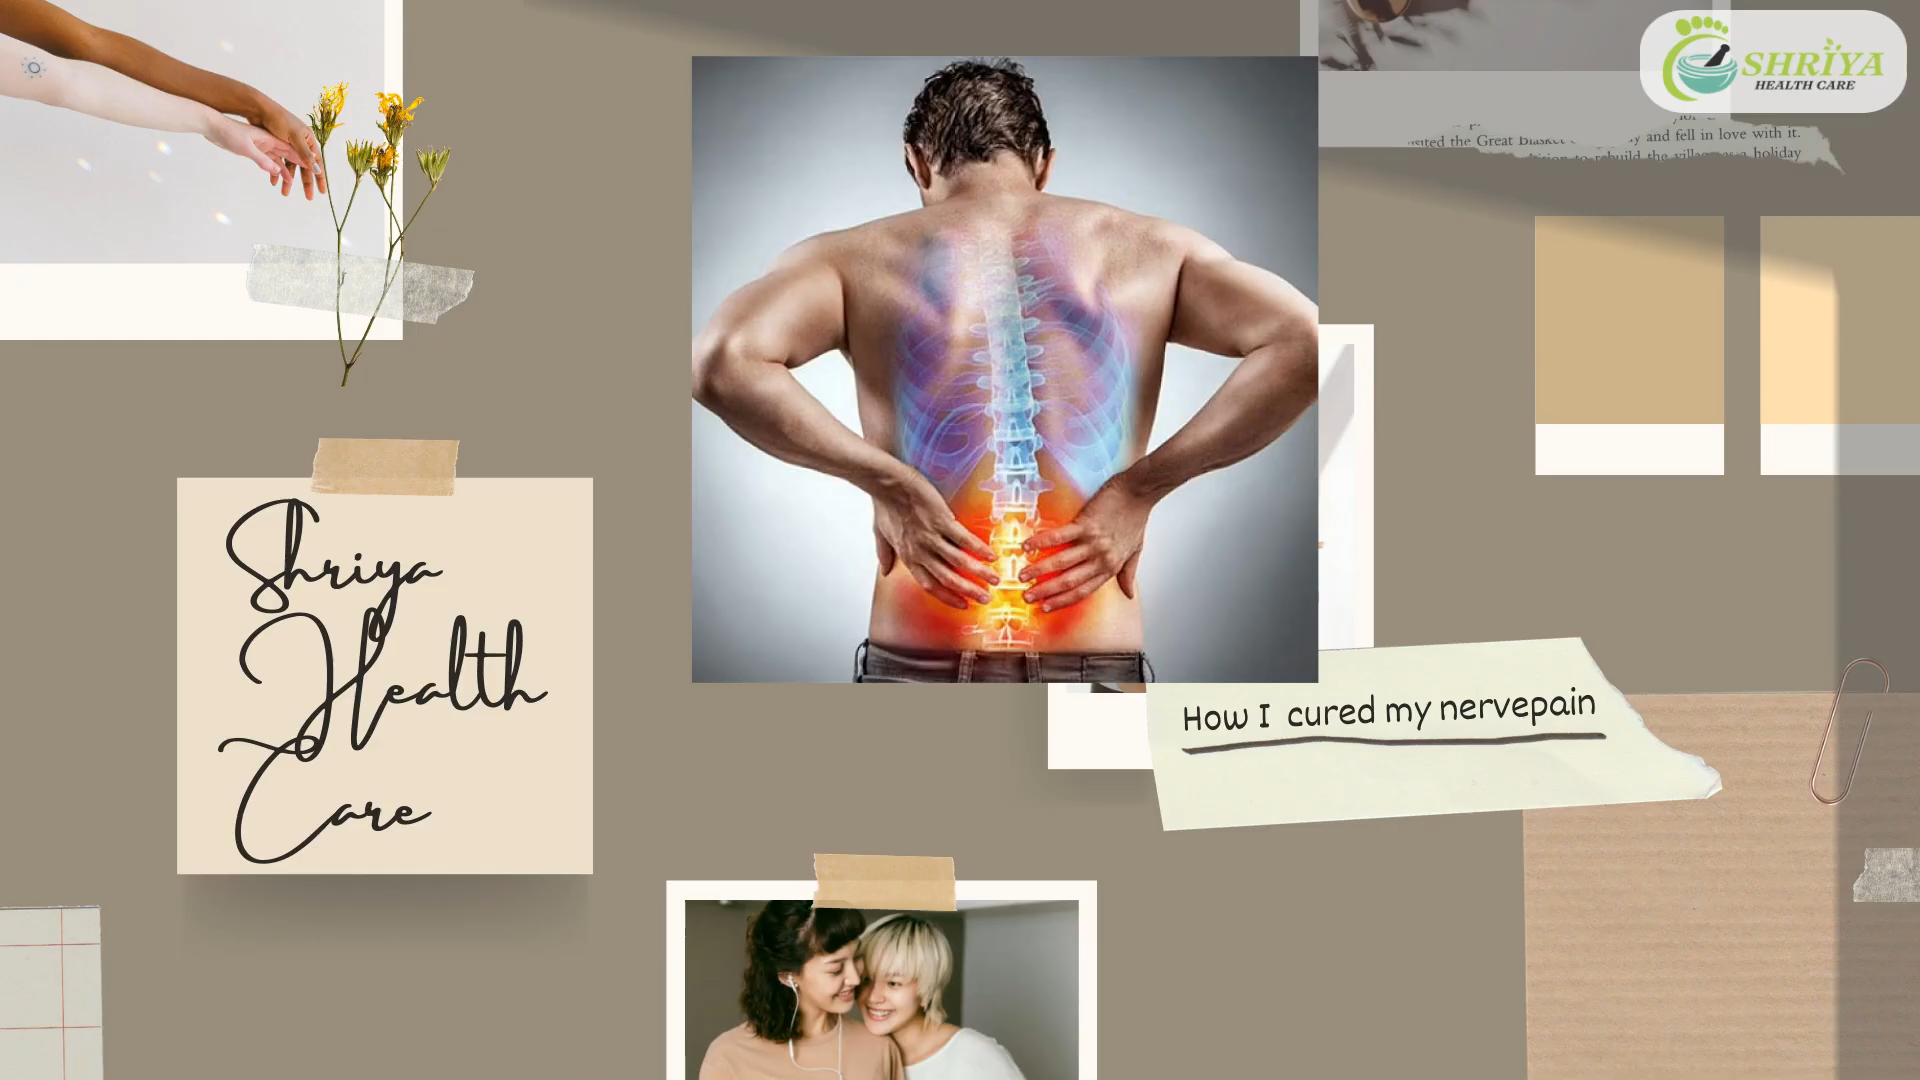 SHRIYA
HEALTH CARE
and fell in love with it.
holiday
Shriya
Health
Care
How I cured my nervepain